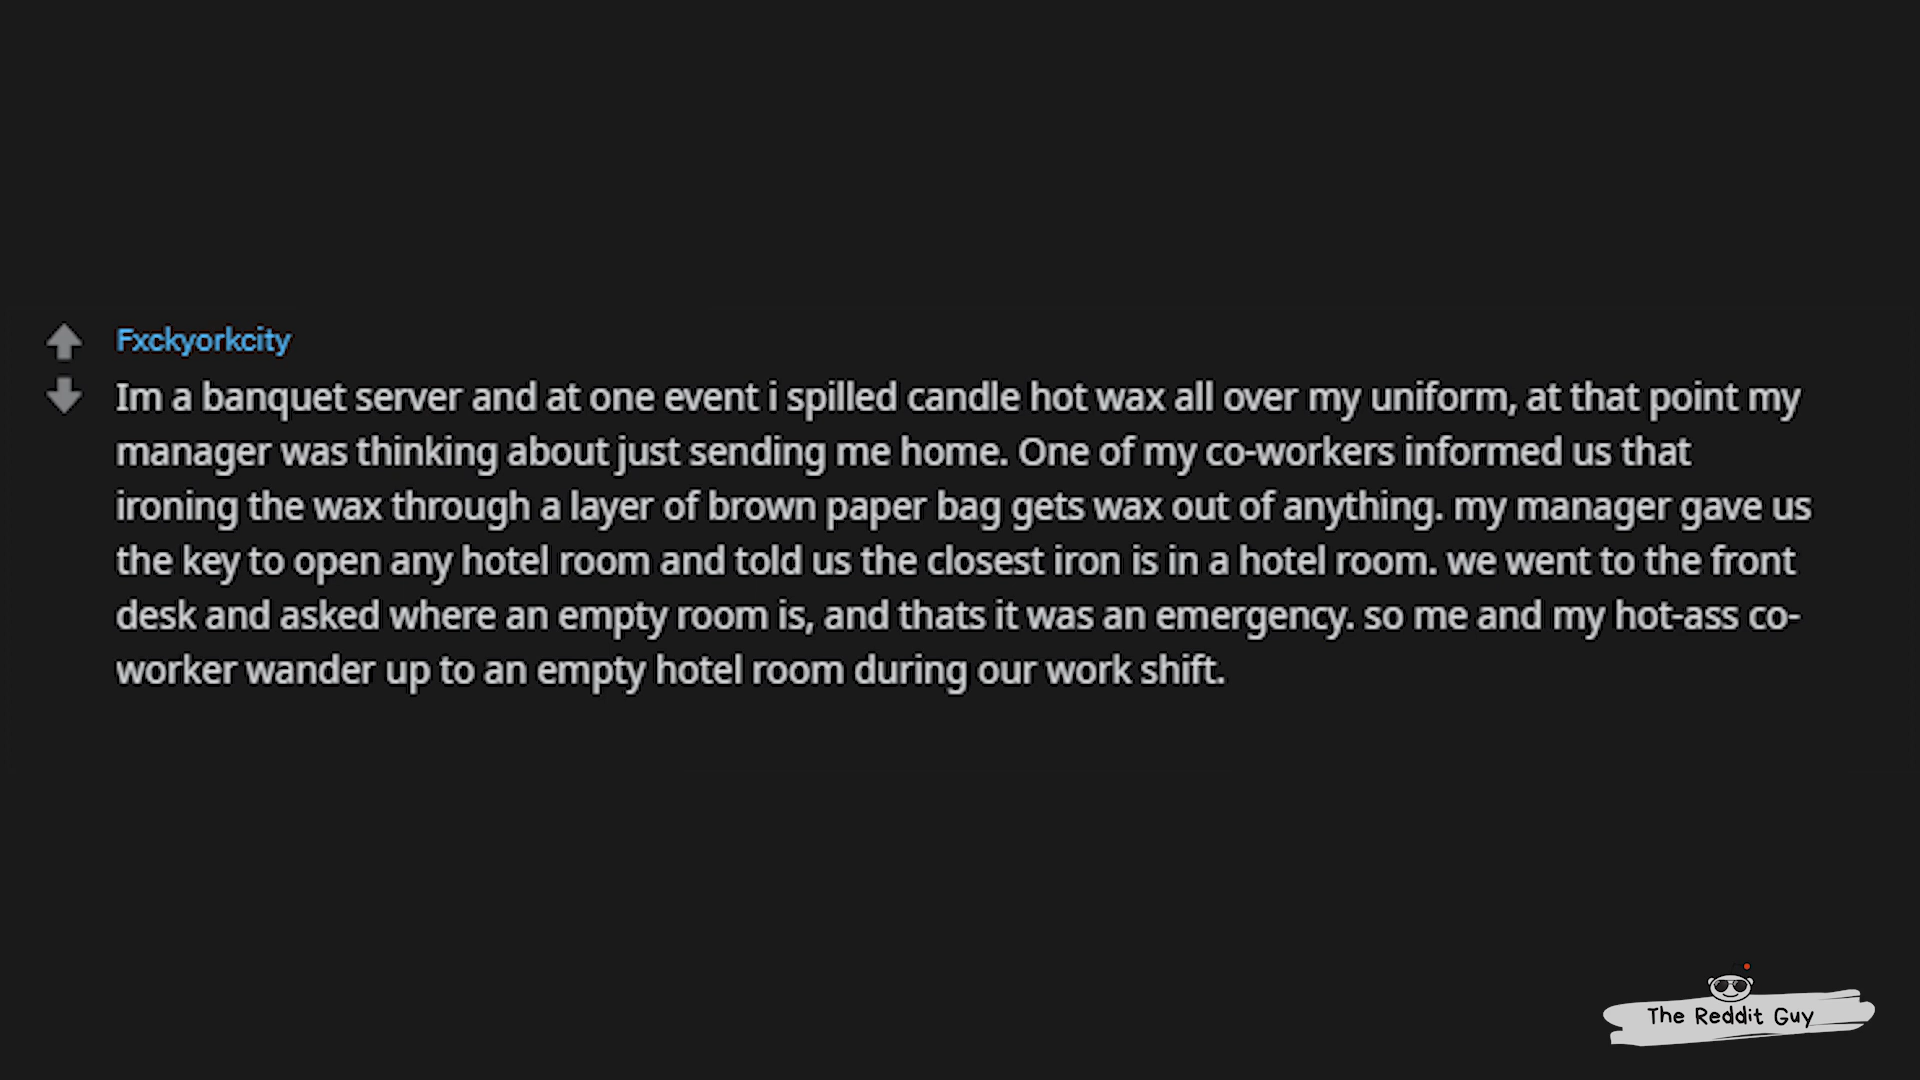 Fxckyorkcity
Im a banquet server and at one event i spilled candle hot wax all over my uniform, at that point my
manager was thinking about just sending me home. One of my co-workers informed us that
ironing the wax through a layer of brown paper bag gets wax out of anything. my manager gave us
the key to open any hotel room and told us the closest iron is in a hotel room. we went to the front
desk and asked where an empty room is, and thats it was an emergency. so me and my hot-ass co-
worker wander up to an empty hotel room during our work shift.
The Reddit Guy